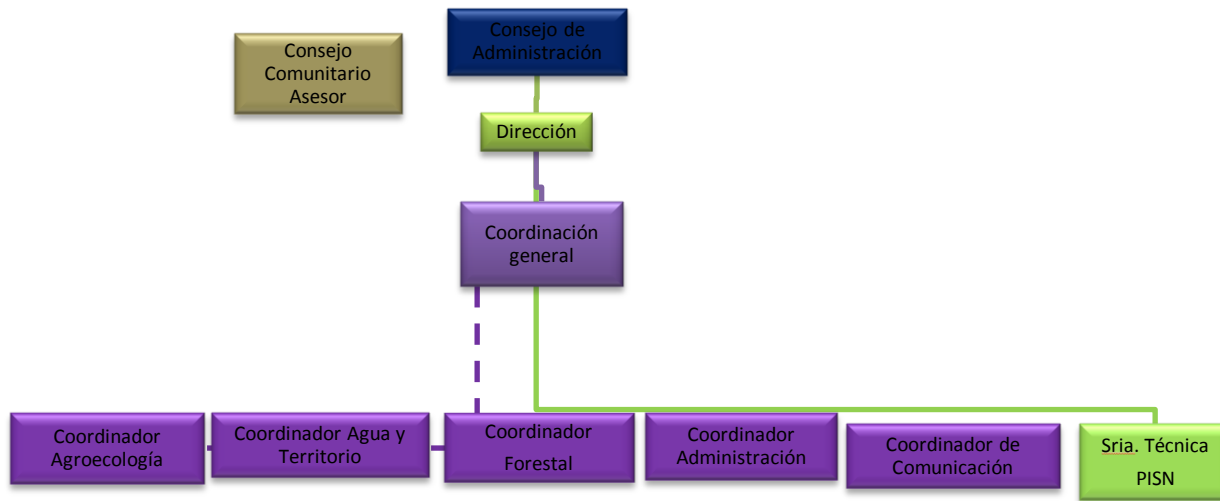 Consejo de
Administración
Consejo
Comunitario
Asesor
Dirección
Coordinación
general
Coordinador
Agroecología
Coordinador Agua y
Territorio
Coordinador
Forestal
Coordinador
Administración
Coordinador de
Comunicación
Sria. Técnica
PISN